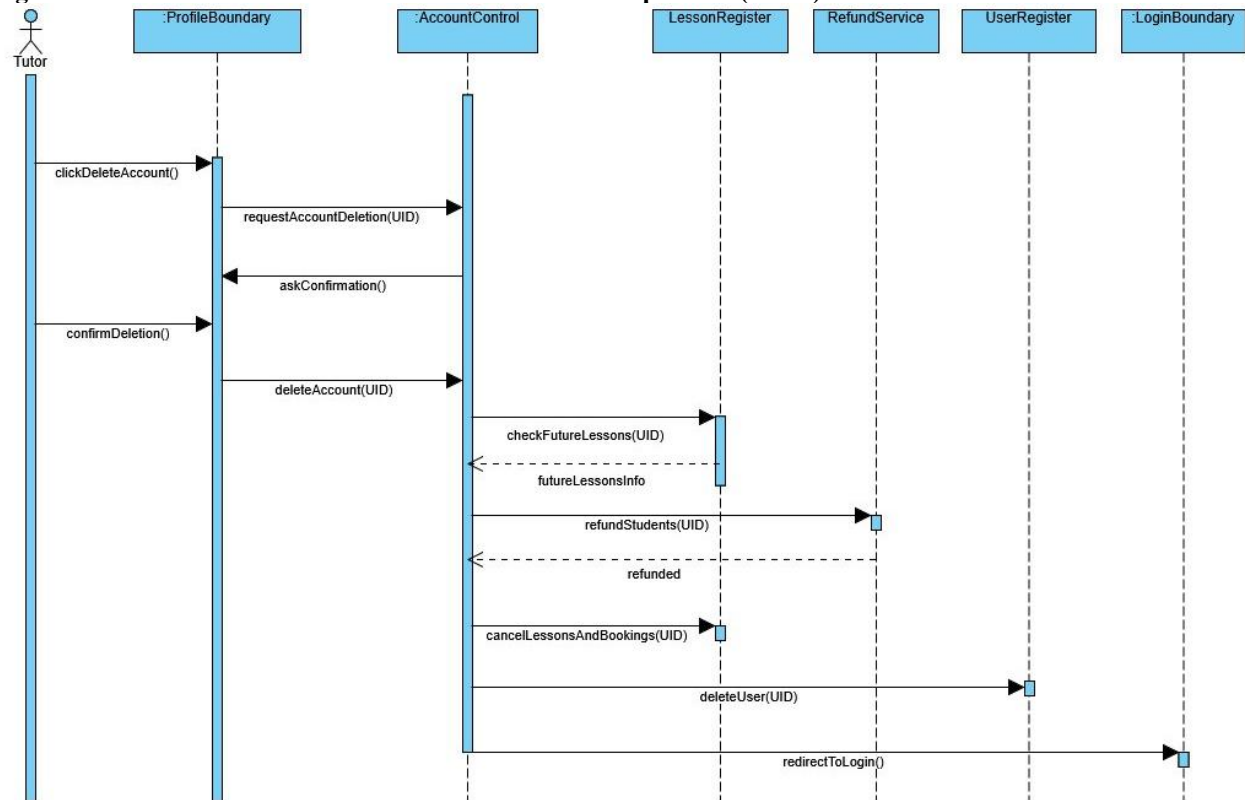 :ProfileBoundary
:AccountControl
LessonRegister
RefundService
UserRegister
:LoginBoundary
Tutor
clickDeleteAccount()
requestAccountDeletion(UID)
askConfirmation()
confirmDeletion()
deleteAccount(UID)
checkFutureLessons(UID)
futureLessonsInfo
refundStudents(UID)
refunded
cancelLessonsAndBookings(UID)
deleteUser(UID)
redirectToLogin()